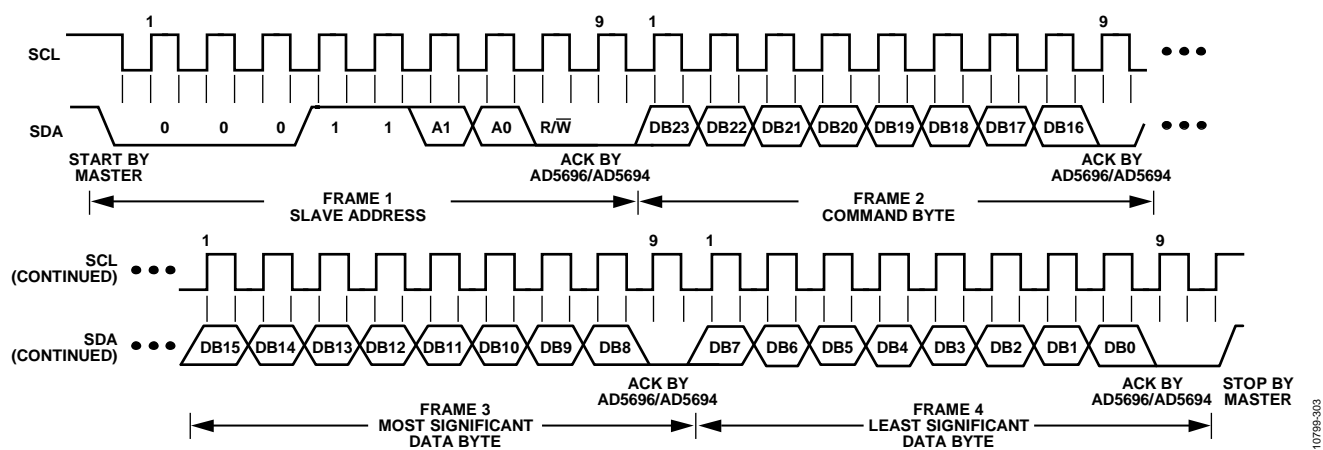 1 9 1 9
SCL
SDA 0 0 0 1 1 A1 A0 R/W̅ DB23 DB22 DB21 DB20 DB19 DB18 DB17 DB16
START BY
MASTER
ACK BY
AD5696/AD5694
ACK BY
AD5696/AD5694
FRAME 1
SLAVE ADDRESS
FRAME 2
COMMAND BYTE
1 9 1 9
SCL
(CONTINUED)
SDA
(CONTINUED)
DB15 DB14 DB13 DB12 DB11 DB10 DB9 DB8 DB7 DB6 DB5 DB4 DB3 DB2 DB1 DB0
ACK BY
AD5696/AD5694
ACK BY
AD5696/AD5694
STOP BY
MASTER
FRAME 3
MOST SIGNIFICANT
DATA BYTE
FRAME 4
LEAST SIGNIFICANT
DATA BYTE
10799-303